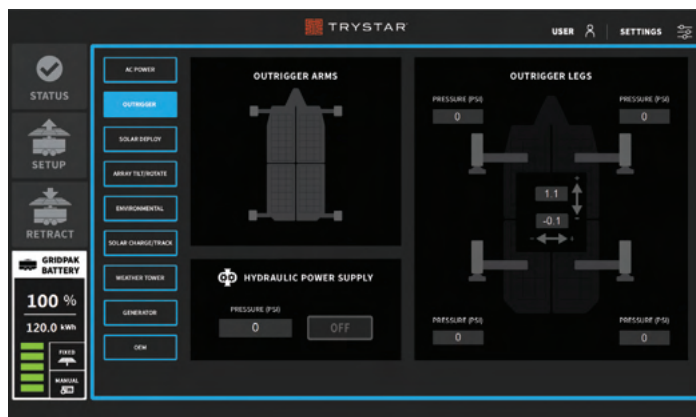 TRYSTAR
USER
SETTINGS
STATUS
SETUP
RETRACT
GRIDPAK
BATTERY
100 %
120.0 kWh
FIXED
MANUAL
AC POWER
OUTRIGGER
SOLAR DEPLOY
ARRAY TILT/ROTATE
ENVIRONMENTAL
SOLAR CHARGE/TRACK
WEATHER TOWER
GENERATOR
OEM
OUTRIGGER ARMS
HYDRAULIC POWER SUPPLY
PRESSURE (PSI)
0
OFF
OUTRIGGER LEGS
PRESSURE (PSI)
0
PRESSURE (PSI)
0
1.1
-0.1
PRESSURE (PSI)
0
PRESSURE (PSI)
0